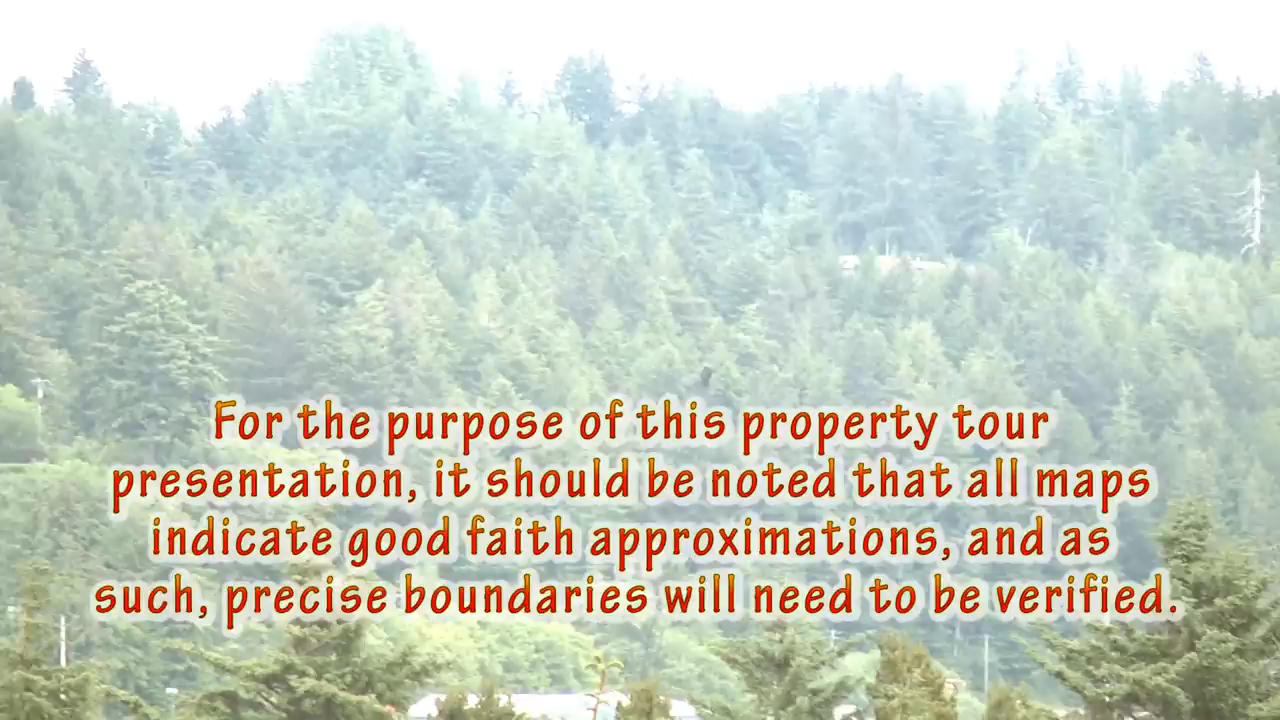 For the purpose of this property tour
presentation, it should be noted that all maps
indicate good faith approximations, and as
such, precise boundaries will need to be verified.